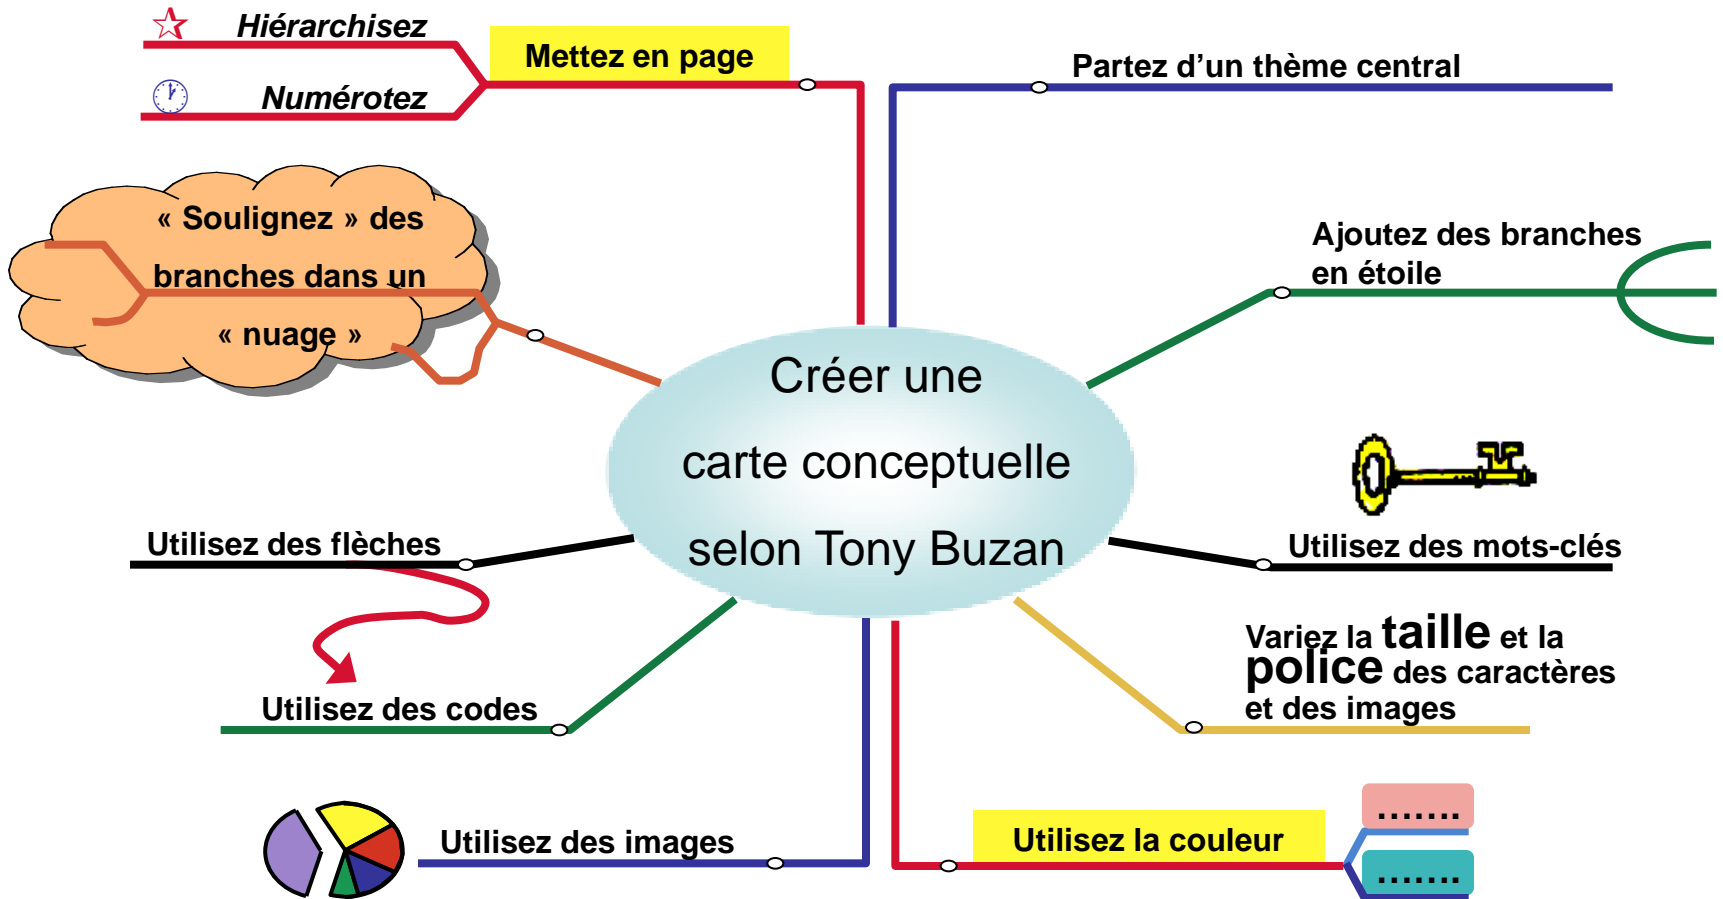 Hiérarchisez
Numérotez
Mettez en page
Partez d’un thème central
« Soulignez » des
branches dans un
« nuage »
Ajoutez des branches
en étoile
Créer une
carte conceptuelle
selon Tony Buzan
Utilisez des flèches
Utilisez des mots-clés
Utilisez des codes
Variez la taille et la
police des caractères
et des images
Utilisez des images
Utilisez la couleur
…….
…….